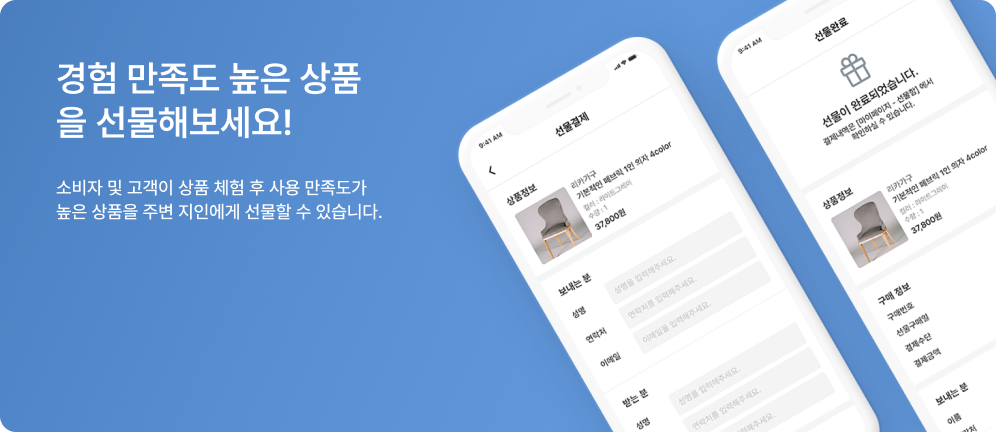 경험 만족도 높은 상품
을 선물해보세요!
소비자 및 고객이 상품 체험 후 사용 만족도가
높은 상품을 주변 지인에게 선물할 수 있습니다.
9:41 AM
선물결제
상품정보
리카가구
기본적인 페브릭 1인 의자 4color
컬러 : 라이트그레이
수량 : 1
37,800원
보내는 분
성명
성명을 입력해주세요.
연락처
연락처를 입력해주세요.
이메일
이메일을 입력해주세요.
받는 분
성명
성명을 입력해주세요.
연락처를 입력해주세요.
입력해주세요.
9:41 AM
선물완료
선물이 완료되었습니다.
결제내역은 [마이페이지 - 선물함] 에서
확인하실 수 있습니다.
상품정보
리카가구
기본적인 페브릭 1인 의자 4color
컬러 : 라이트그레이
수량 : 1
37,800원
구매 정보
구매번호
선물구매일
결제수단
결제금액
보내는 분
이름